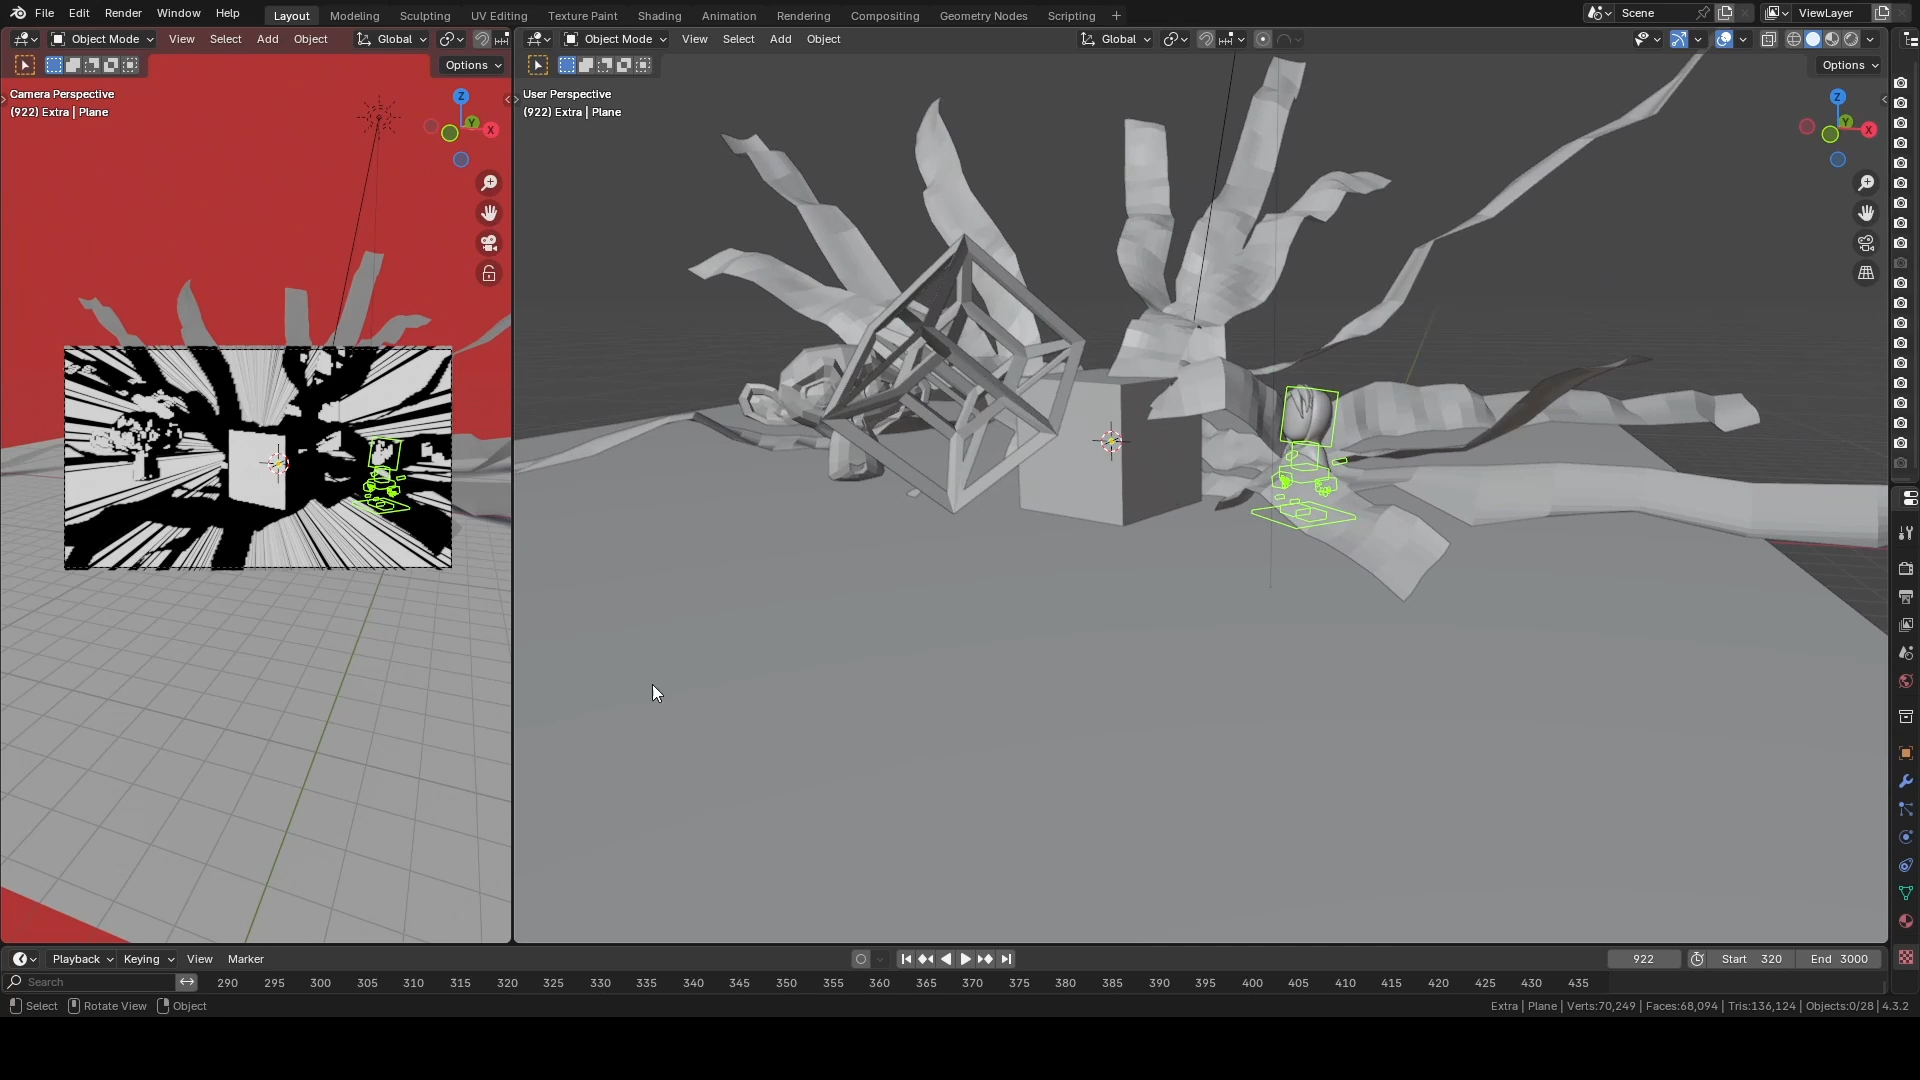 File Edit Render Window Help Layout Modeling Sculpting UV Editing Texture Paint Shading Animation Rendering Compositing Geometry Nodes Scripting + Scene ViewLayer
Object Mode View Select Add Object Global Object Mode View Select Add Object Global
Options Options
Camera Perspective User Perspective
(922) Extra | Plane (922) Extra | Plane
Z Y X Z Y X
Playback Keying View Marker 922 Start 320 End 3000
Search 290 295 300 305 310 315 320 325 330 335 340 345 350 355 360 365 370 375 380 385 390 395 400 405 410 415 420 425 430 435
Select Rotate View Object Extra | Plane | Verts:70,249 | Faces:68,094 | Tris:136,124 | Objects:0/28 | 4.3.2